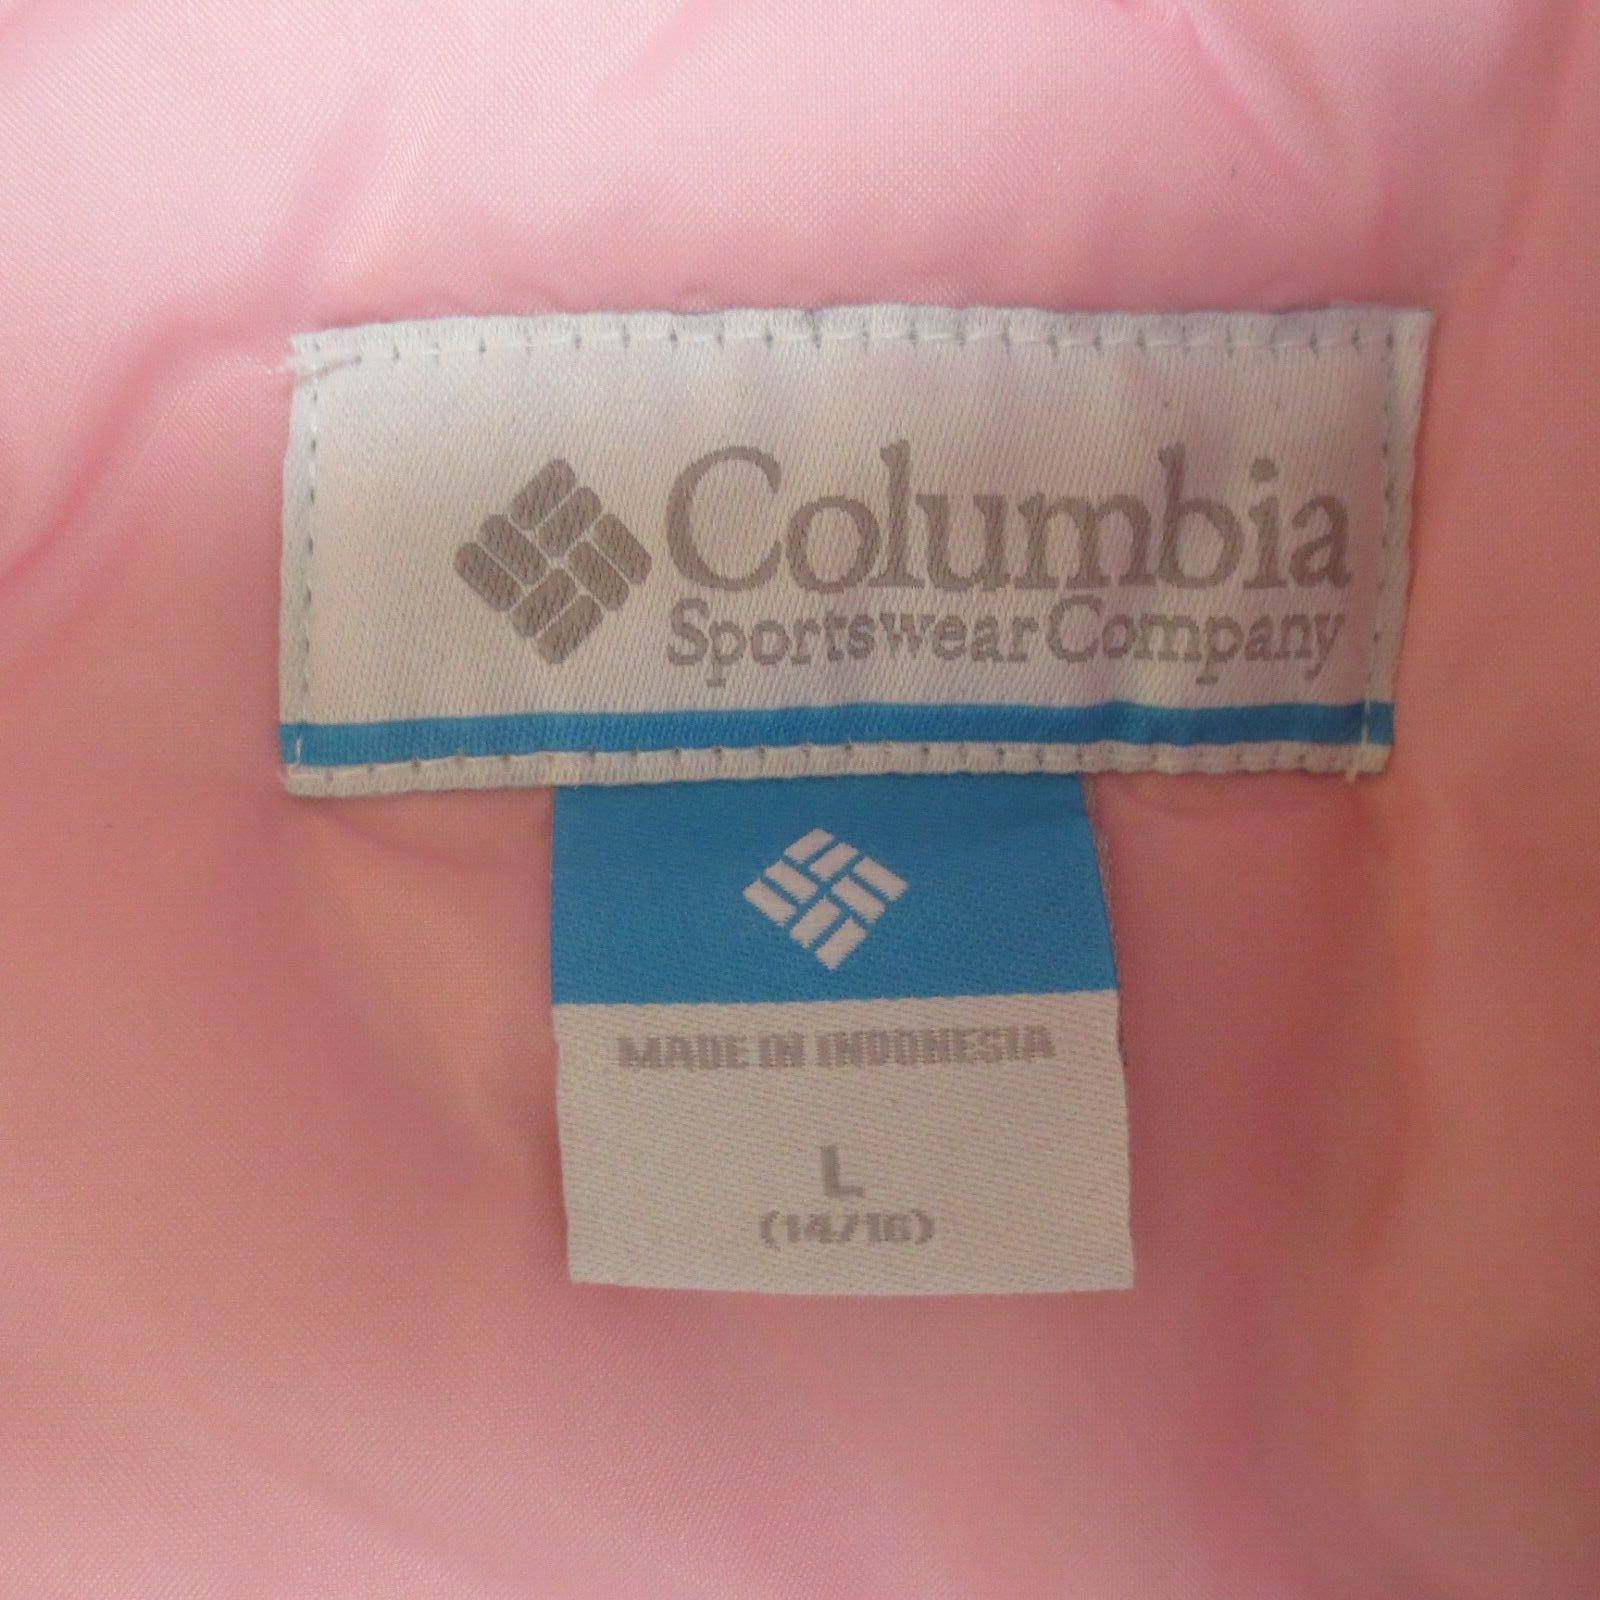 Columbia
Sportswear Company
MADE IN INDONESIA
L
(14/16)